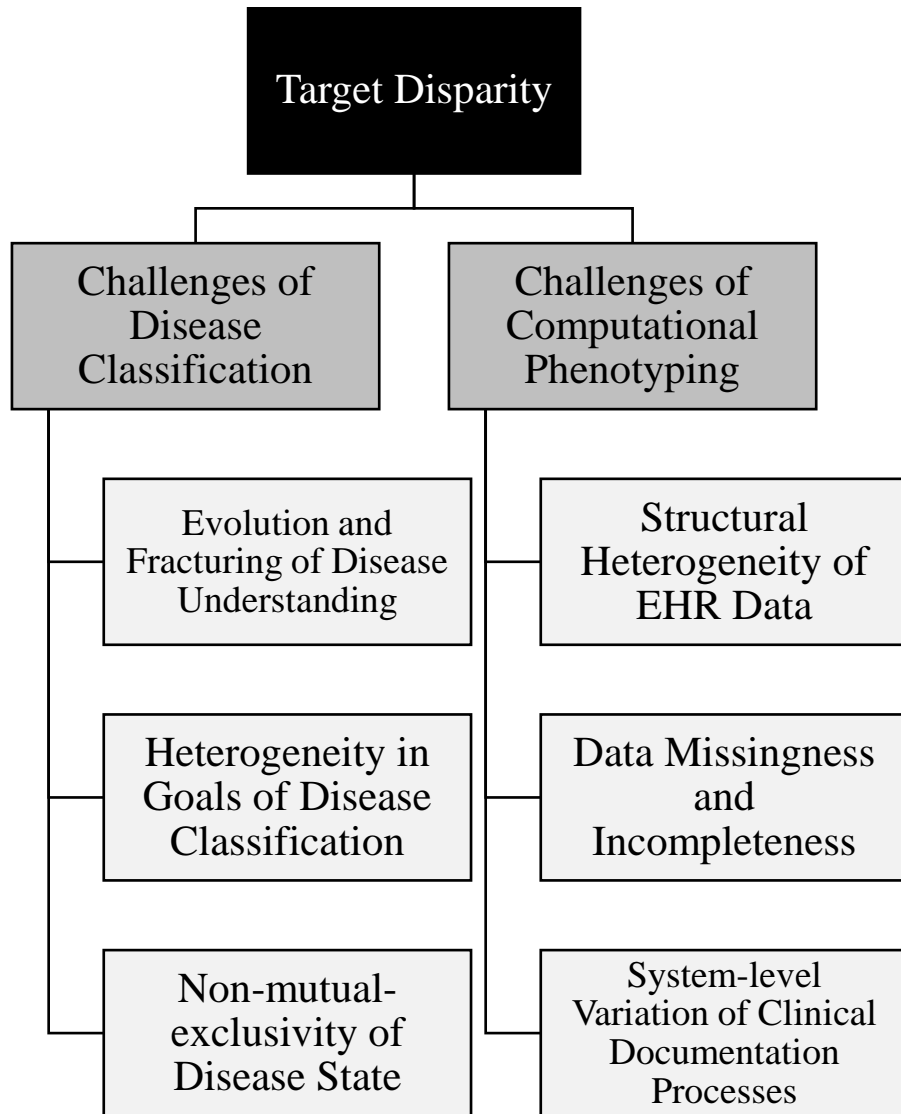 Target Disparity
Challenges of
Disease
Classification
Evolution and
Fracturing of Disease
Understanding
Heterogeneity in
Goals of Disease
Classification
Non-mutual-
exclusivity of
Disease State
Challenges of
Computational
Phenotyping
Structural
Heterogeneity of
EHR Data
Data Missingness
and
Incompleteness
System-level
Variation of Clinical
Documentation
Processes